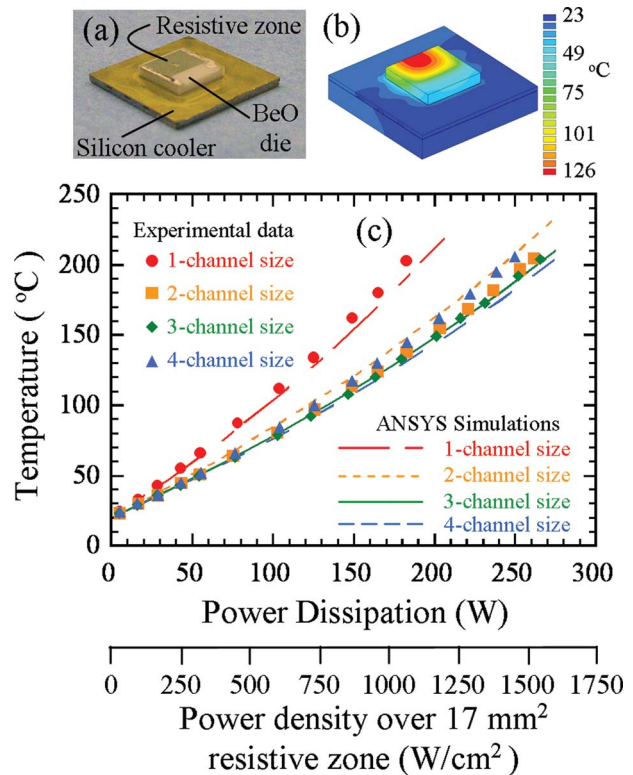 (a)
Resistive zone
BeO
die
Silicon cooler
(b)
23
49
°C
75
101
126
250
200
150
100
50
0
Temperature ( °C)
(c)
Experimental data
1-channel size
2-channel size
3-channel size
4-channel size
ANSYS Simulations
1-channel size
2-channel size
3-channel size
4-channel size
0 50 100 150 200 250 300
Power Dissipation (W)
0 250 500 750 1000 1250 1500 1750
Power density over 17 mm²
resistive zone (W/cm²)